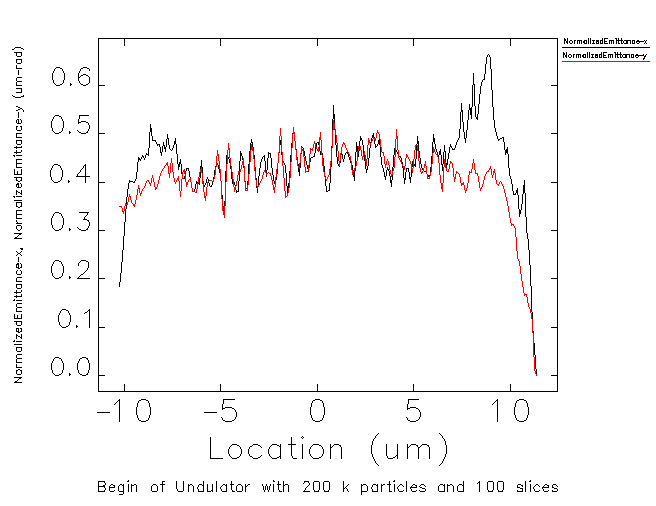 NormalizedEmittance-x
NormalizedEmittance-y
NormalizedEmittance-x, NormalizedEmittance-y (um-rad)
0.6
0.5
0.4
0.3
0.2
0.1
0.0
-10 -5 0 5 10
Location (um)
Begin of Undulator with 200 k particles and 100 slices